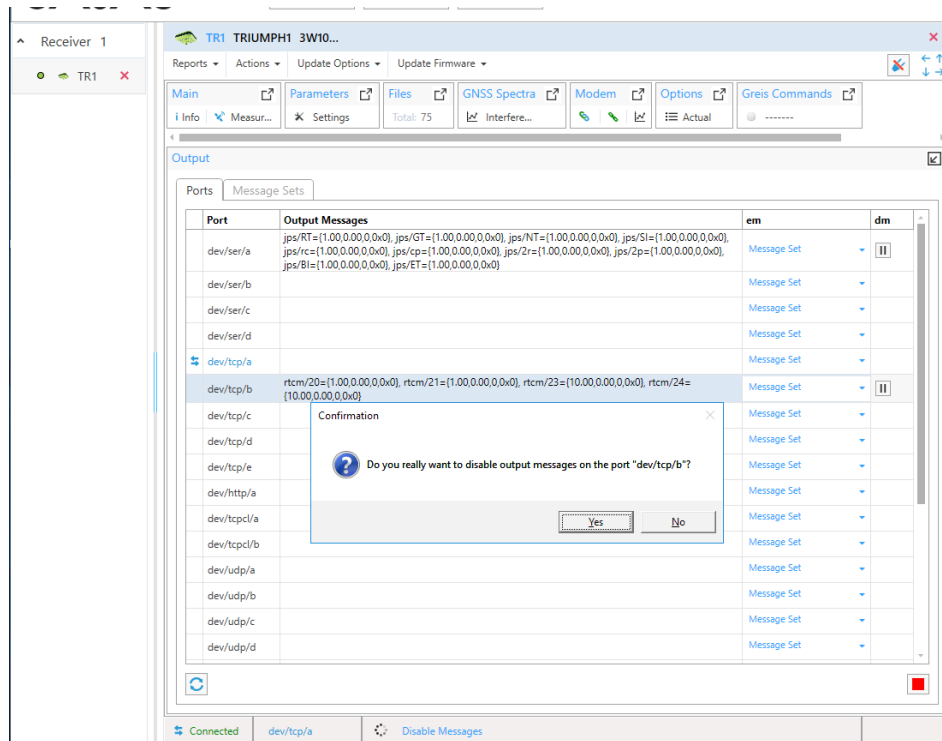 Receiver 1
TR1
TR1 TRIUMPH1 3W10...
Reports Actions Update Options Update Firmware
Main Parameters Files GNSS Spectra Modem Options Greis Commands
i Info Measur... Settings Total: 75 Interfere... Actual -------
Output
Ports Message Sets
Port Output Messages em dm
jps/RT={1.00,0.00,0,0x0}, jps/GT={1.00,0.00,0,0x0}, jps/NT={1.00,0.00,0,0x0}, jps/SI={1.00,0.00,0,0x0},
dev/ser/a jps/rc={1.00,0.00,0,0x0}, jps/cp={1.00,0.00,0,0x0}, jps/2r={1.00,0.00,0,0x0}, jps/2p={1.00,0.00,0,0x0}, Message Set
jps/BI={1.00,0.00,0,0x0}, jps/ET={1.00,0.00,0,0x0}
dev/ser/b Message Set
dev/ser/c Message Set
dev/ser/d Message Set
dev/tcp/a Message Set
rtcm/20={1.00,0.00,0,0x0}, rtcm/21={1.00,0.00,0,0x0}, rtcm/23={10.00,0.00,0,0x0}, rtcm/24=
dev/tcp/b Message Set
{10.00,0.00,0,0x0}
dev/tcp/c Message Set
dev/tcp/d Message Set
dev/tcp/e Message Set
dev/http/a Message Set
dev/tcpcl/a Message Set
dev/tcpcl/b Message Set
dev/udp/a Message Set
dev/udp/b Message Set
dev/udp/c Message Set
dev/udp/d Message Set
Confirmation
Do you really want to disable output messages on the port "dev/tcp/b"?
Yes No
Connected dev/tcp/a Disable Messages